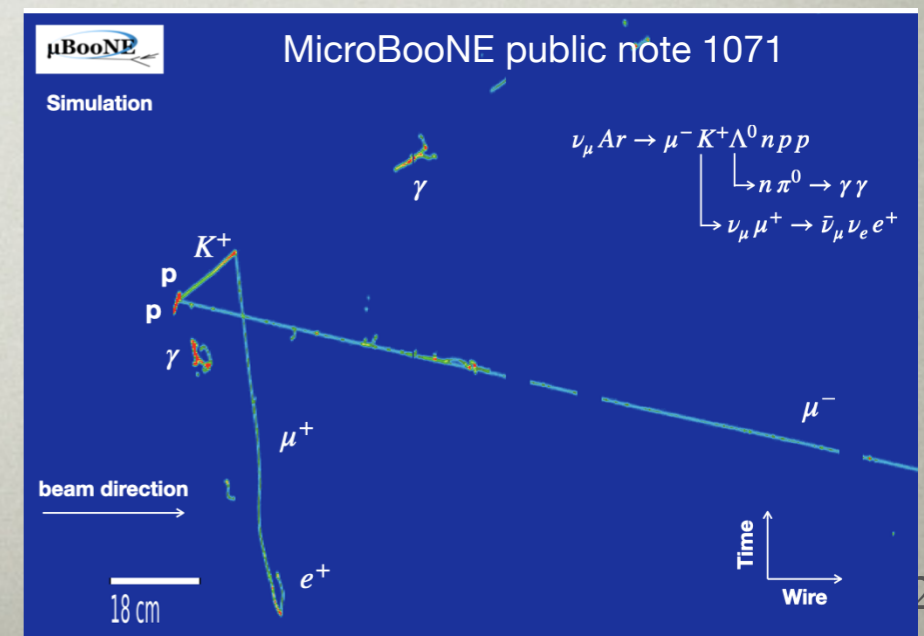 µBooNE
MicroBooNE public note 1071
Simulation
ν_μ Ar → μ⁻ K⁺ Λ⁰ n p p
↳ n π⁰ → γ γ
↳ ν_μ μ⁺ → ν̄_μ ν_e e⁺
γ
K⁺
p
p
γ
μ⁻
μ⁺
beam direction
e⁺
18 cm
Time
Wire